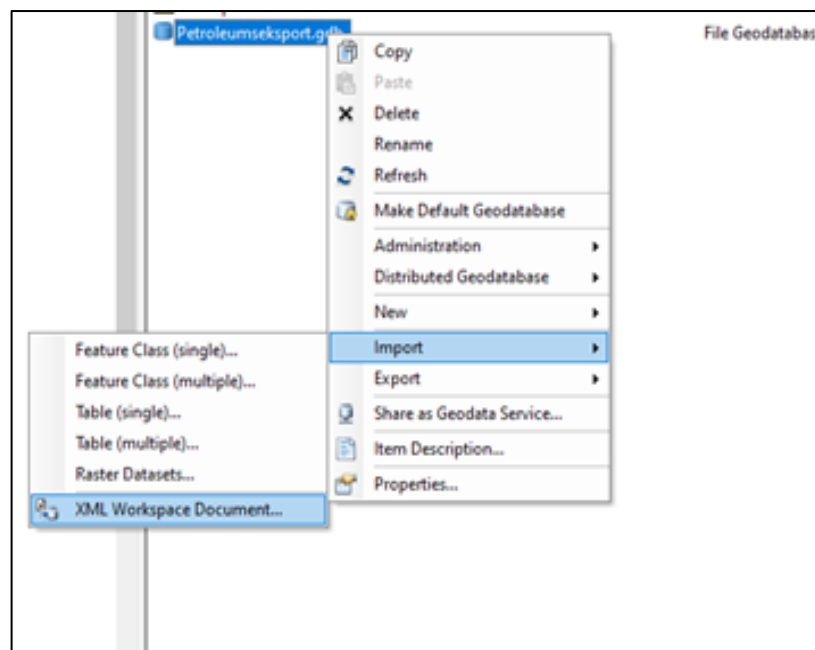 Petroleumseksport.gdb
File Geodatabas
Copy
Paste
Delete
Rename
Refresh
Make Default Geodatabase
Administration
Distributed Geodatabase
New
Import
Export
Share as Geodata Service...
Item Description...
Properties...
Feature Class (single)...
Feature Class (multiple)...
Table (single)...
Table (multiple)...
Raster Datasets...
XML Workspace Document...